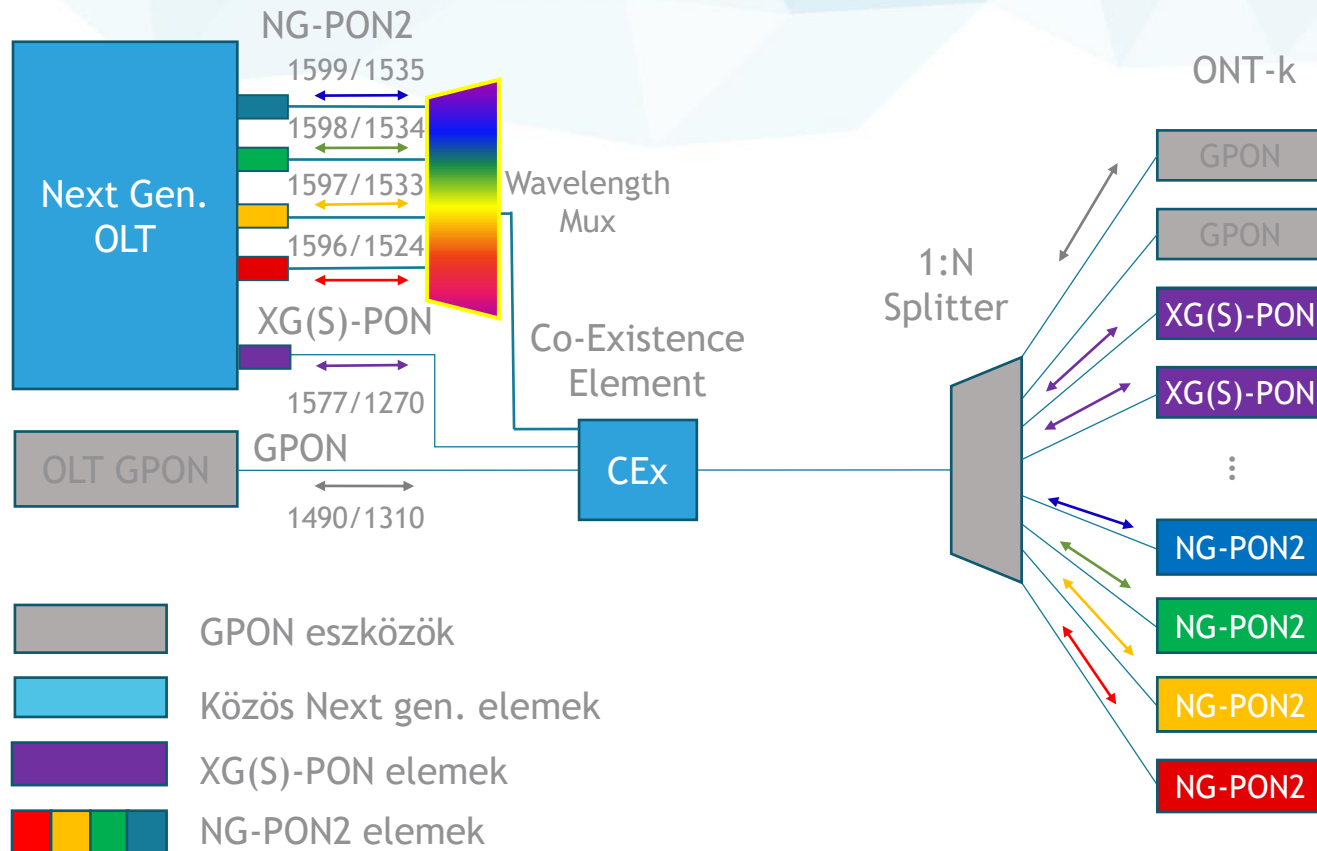 NG-PON2
1599/1535
1598/1534
1597/1533
1596/1524
Next Gen.
OLT
Wavelength
Mux
XG(S)-PON
1577/1270
OLT GPON
GPON
1490/1310
Co-Existence
Element
CEx
1:N
Splitter
ONT-k
GPON
GPON
XG(S)-PON
XG(S)-PON
...
NG-PON2
NG-PON2
NG-PON2
NG-PON2
GPON eszközök
Közös Next gen. elemek
XG(S)-PON elemek
NG-PON2 elemek